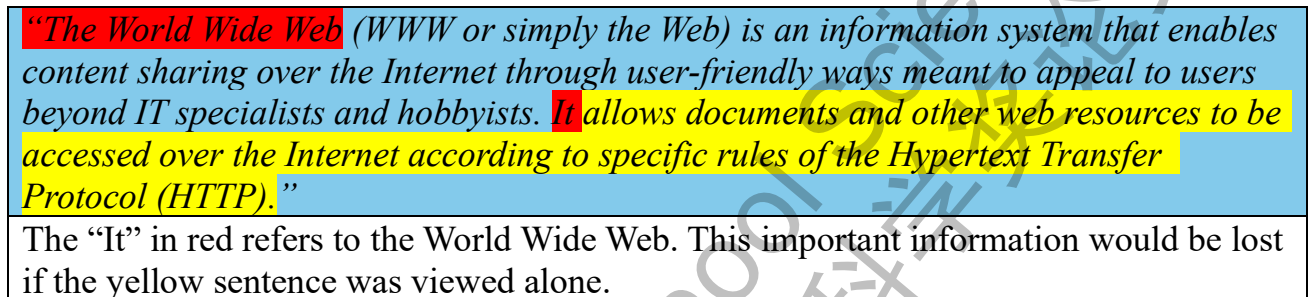 “The World Wide Web (WWW or simply the Web) is an information system that enables
content sharing over the Internet through user-friendly ways meant to appeal to users
beyond IT specialists and hobbyists. It allows documents and other web resources to be
accessed over the Internet according to specific rules of the Hypertext Transfer
Protocol (HTTP).”
The “It” in red refers to the World Wide Web. This important information would be lost
if the yellow sentence was viewed alone.